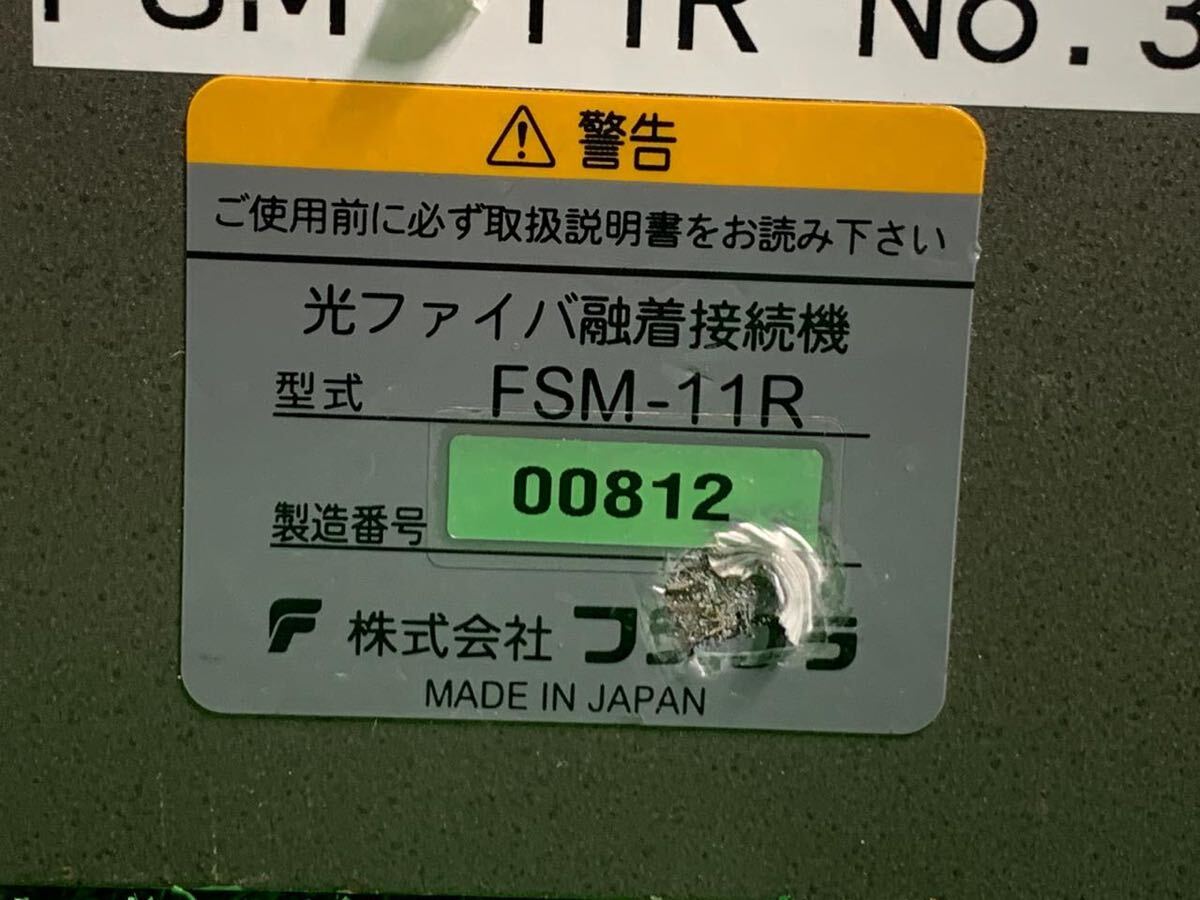 FSM-11R No.3
警告
ご使用前に必ず取扱説明書をお読み下さい
光ファイバ融着接続機
型式 FSM-11R
製造番号 00812
株式会社
MADE IN JAPAN